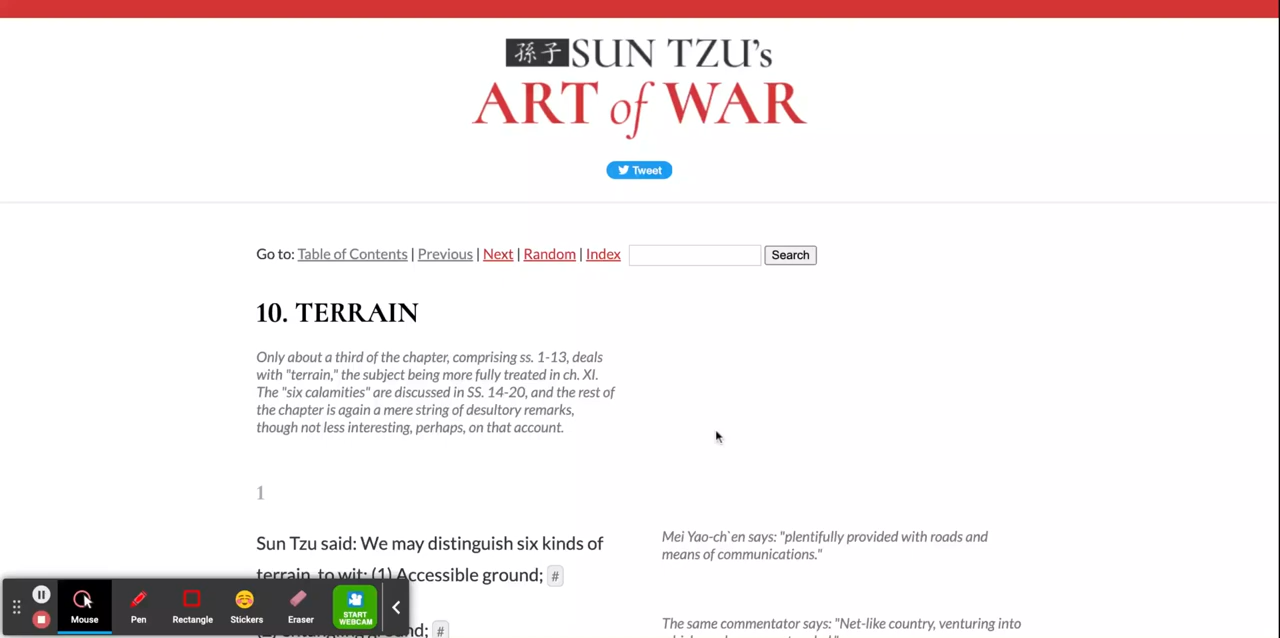 孫子 SUN TZU's
ART of WAR
Tweet
Go to: Table of Contents | Previous | Next | Random | Index Search
10. TERRAIN
Only about a third of the chapter, comprising ss. 1-13, deals
with "terrain," the subject being more fully treated in ch. XI.
The "six calamities" are discussed in SS. 14-20, and the rest of
the chapter is again a mere string of desultory remarks,
though not less interesting, perhaps, on that account.
1
Sun Tzu said: We may distinguish six kinds of
terrain, to wit: (1) Accessible ground; #
Mei Yao-ch`en says: "plentifully provided with roads and
means of communications."
ground; #
The same commentator says: "Net-like country, venturing into
Mouse
Pen
Rectangle
Stickers
Eraser
START
WEBCAM